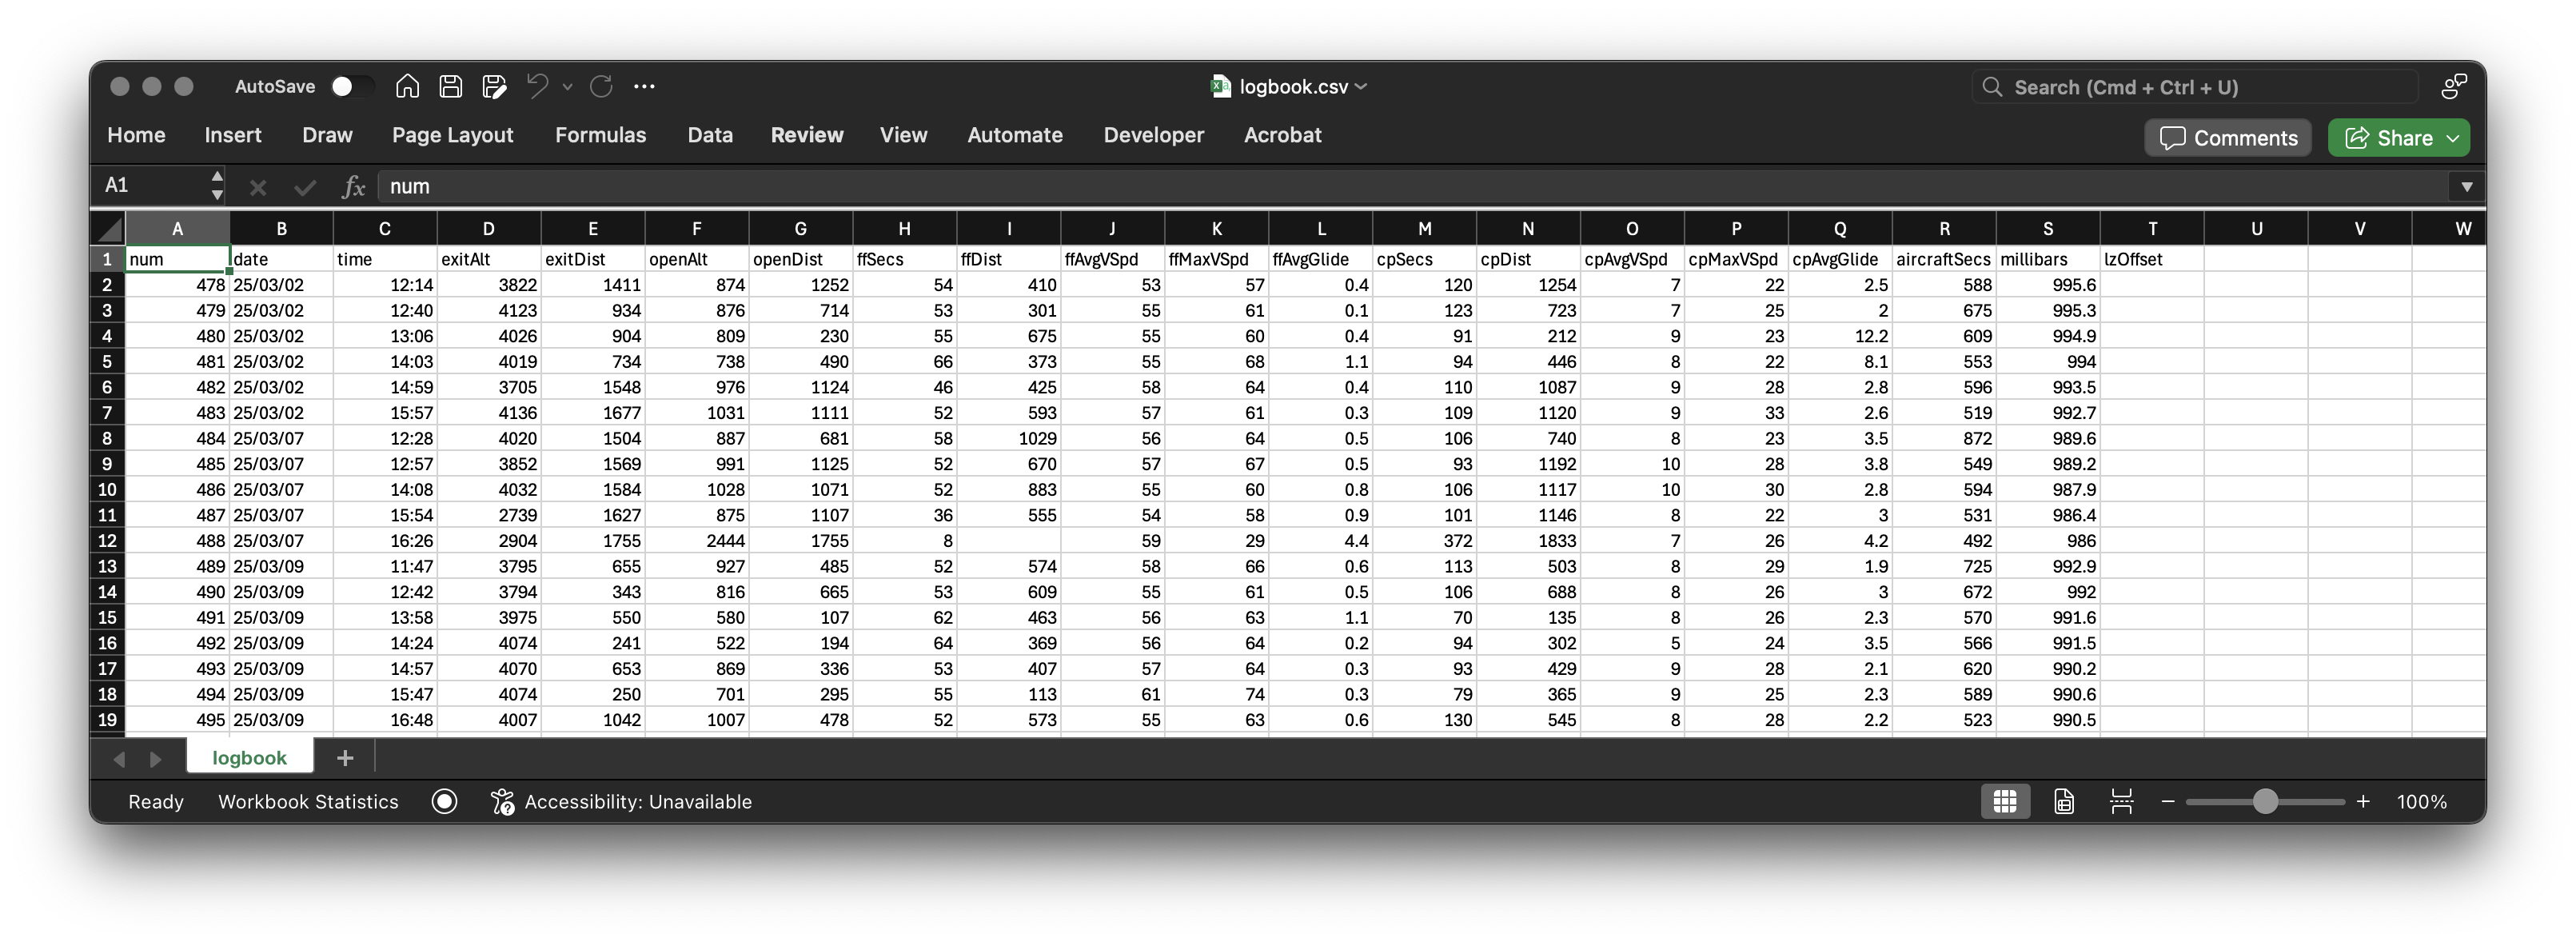 AutoSave logbook.csv Search (Cmd + Ctrl + U)
Home Insert Draw Page Layout Formulas Data Review View Automate Developer Acrobat Comments Share
A1 fx num
A B C D E F G H I J K L M N O P Q R S T U V W
1 num date time exitAlt exitDist openAlt openDist ffSecs ffDist ffAvgVSpd ffMaxVSpd ffAvgGlide cpSecs cpDist cpAvgVSpd cpMaxVSpd cpAvgGlide aircraftSecs millibars lzOffset
2 478 25/03/02 12:14 3822 1411 874 1252 54 410 53 57 0.4 120 1254 7 22 2.5 588 995.6
3 479 25/03/02 12:40 4123 934 876 714 53 301 55 61 0.1 123 723 7 25 2 675 995.3
4 480 25/03/02 13:06 4026 904 809 230 55 675 55 60 0.4 91 212 9 23 12.2 609 994.9
5 481 25/03/02 14:03 4019 734 738 490 66 373 55 68 1.1 94 446 8 22 8.1 553 994
6 482 25/03/02 14:59 3705 1548 976 1124 46 425 58 64 0.4 110 1087 9 28 2.8 596 993.5
7 483 25/03/02 15:57 4136 1677 1031 1111 52 593 57 61 0.3 109 1120 9 33 2.6 519 992.7
8 484 25/03/07 12:28 4020 1504 887 681 58 1029 56 64 0.5 106 740 8 23 3.5 872 989.6
9 485 25/03/07 12:57 3852 1569 991 1125 52 670 57 67 0.5 93 1192 10 28 3.8 549 989.2
10 486 25/03/07 14:08 4032 1584 1028 1071 52 883 55 60 0.8 106 1117 10 30 2.8 594 987.9
11 487 25/03/07 15:54 2739 1627 875 1107 36 555 54 58 0.9 101 1146 8 22 3 531 986.4
12 488 25/03/07 16:26 2904 1755 2444 1755 8 59 29 4.4 372 1833 7 26 4.2 492 986
13 489 25/03/09 11:47 3795 655 927 485 52 574 58 66 0.6 113 503 8 29 1.9 725 992.9
14 490 25/03/09 12:42 3794 343 816 665 53 609 55 61 0.5 106 688 8 26 3 672 992
15 491 25/03/09 13:58 3975 550 580 107 62 463 56 63 1.1 70 135 8 26 2.3 570 991.6
16 492 25/03/09 14:24 4074 241 522 194 64 369 56 64 0.2 94 302 5 24 3.5 566 991.5
17 493 25/03/09 14:57 4070 653 869 336 53 407 57 64 0.3 93 429 9 28 2.1 620 990.2
18 494 25/03/09 15:47 4074 250 701 295 55 113 61 74 0.3 79 365 9 25 2.3 589 990.6
19 495 25/03/09 16:48 4007 1042 1007 478 52 573 55 63 0.6 130 545 8 28 2.2 523 990.5
logbook +
Ready Workbook Statistics Accessibility: Unavailable 100%